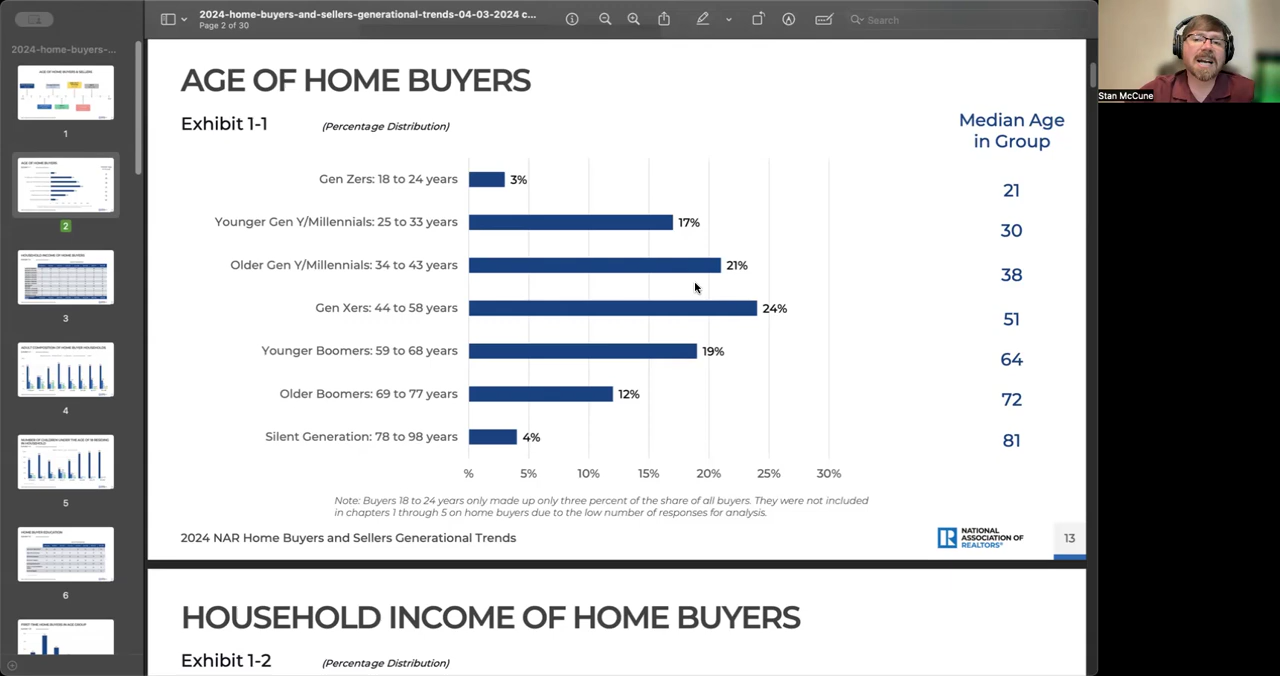 2024-home-buyers-and-sellers-generational-trends-04-03-2024 c...
Page 2 of 30
Search
2024-home-buyers-...
1
2
3
4
5
6
AGE OF HOME BUYERS
Exhibit 1-1
(Percentage Distribution)
Median Age
in Group
Gen Zers: 18 to 24 years 3% 21
Younger Gen Y/Millennials: 25 to 33 years 17% 30
Older Gen Y/Millennials: 34 to 43 years 21% 38
Gen Xers: 44 to 58 years 24% 51
Younger Boomers: 59 to 68 years 19% 64
Older Boomers: 69 to 77 years 12% 72
Silent Generation: 78 to 98 years 4% 81
% 5% 10% 15% 20% 25% 30%
Note: Buyers 18 to 24 years only made up only three percent of the share of all buyers. They were not included
in chapters 1 through 5 on home buyers due to the low number of responses for analysis.
2024 NAR Home Buyers and Sellers Generational Trends
NATIONAL
ASSOCIATION OF
REALTORS®
13
HOUSEHOLD INCOME OF HOME BUYERS
Exhibit 1-2
(Percentage Distribution)
Stan McCune